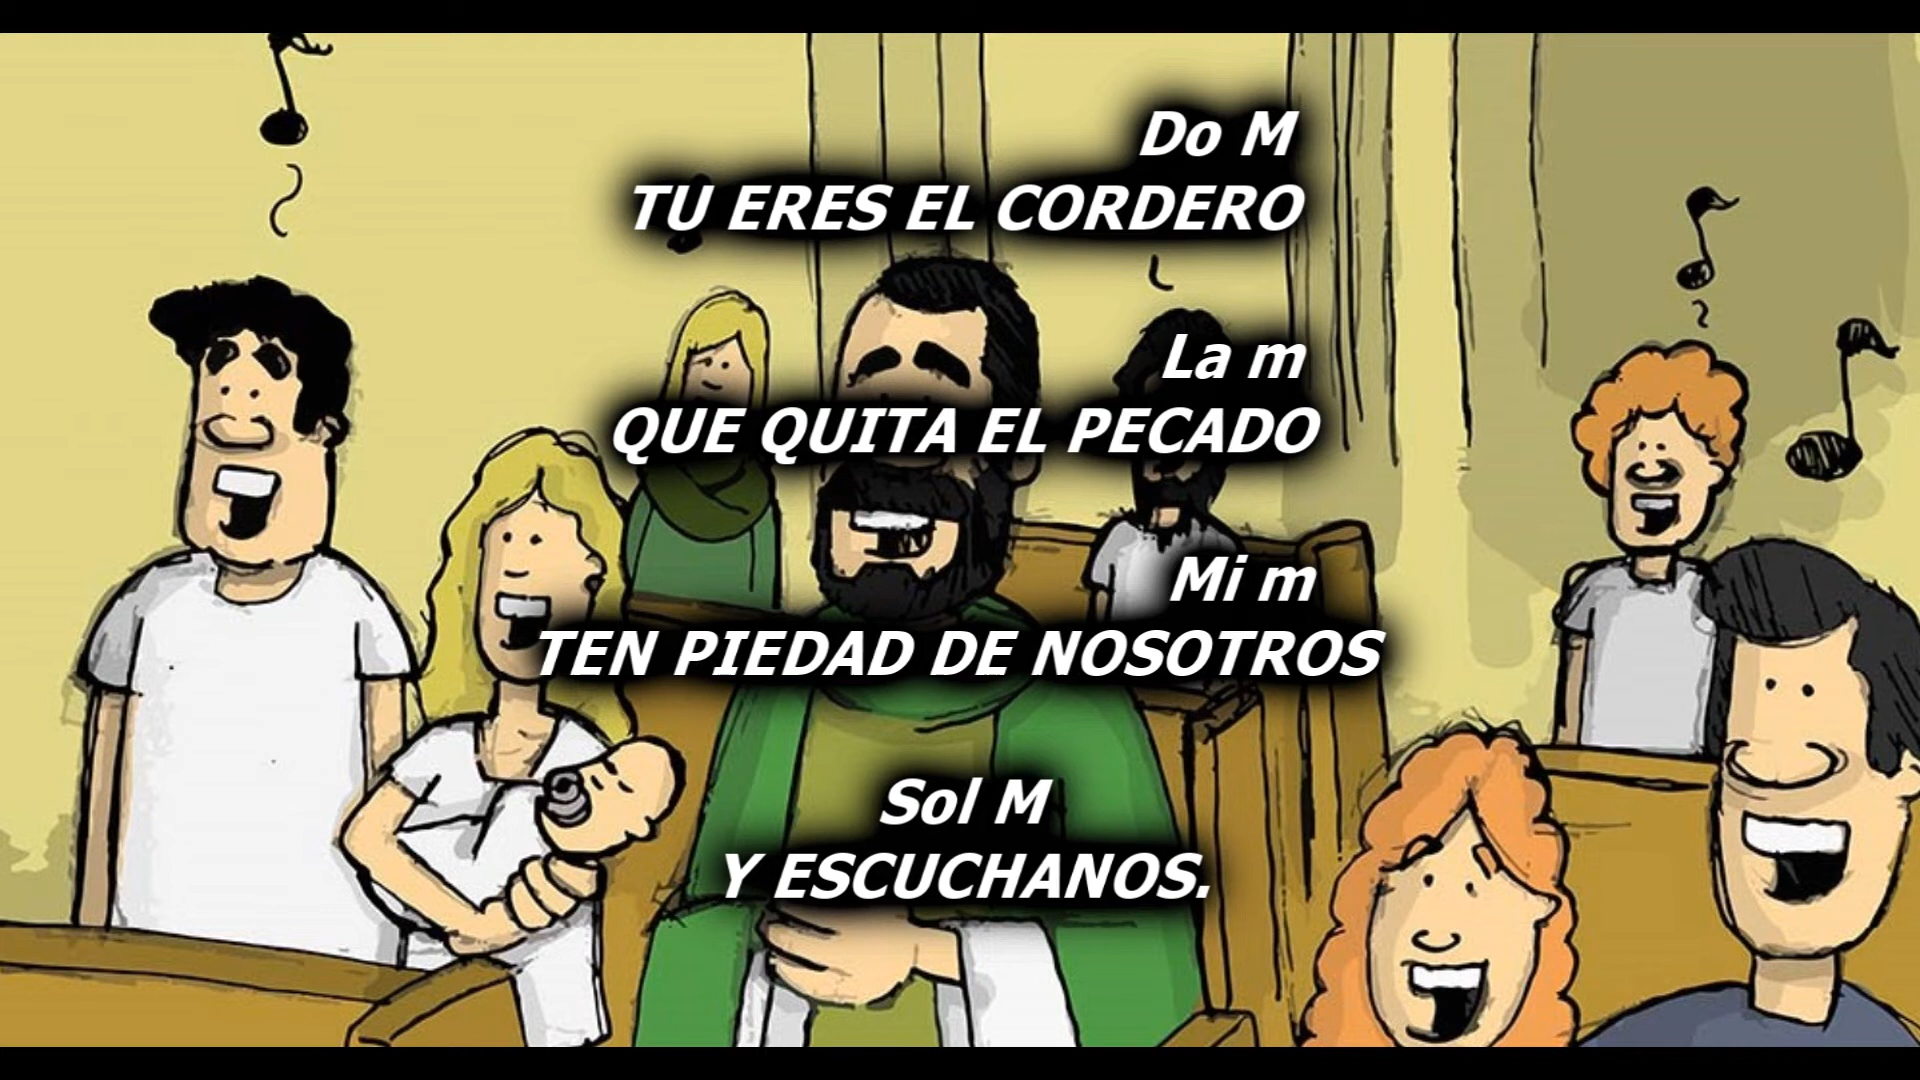 Do M
TU ERES EL CORDERO
La m
QUE QUITA EL PECADO
Mi m
TEN PIEDAD DE NOSOTROS
Sol M
Y ESCUCHANOS.